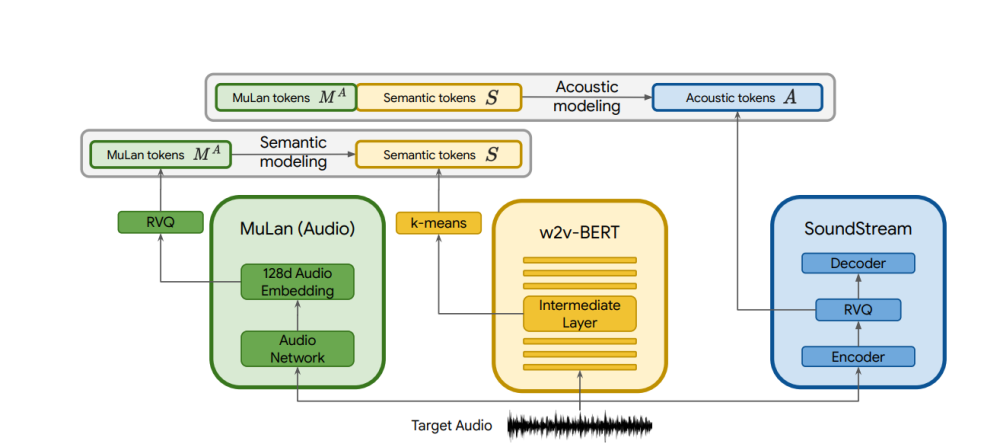 MuLan tokens M^A Semantic tokens S
Acoustic
modeling
Acoustic tokens A
MuLan tokens M^A
Semantic
modeling
Semantic tokens S
RVQ
MuLan (Audio)
128d Audio
Embedding
Audio
Network
k-means
w2v-BERT
Intermediate
Layer
SoundStream
Decoder
RVQ
Encoder
Target Audio